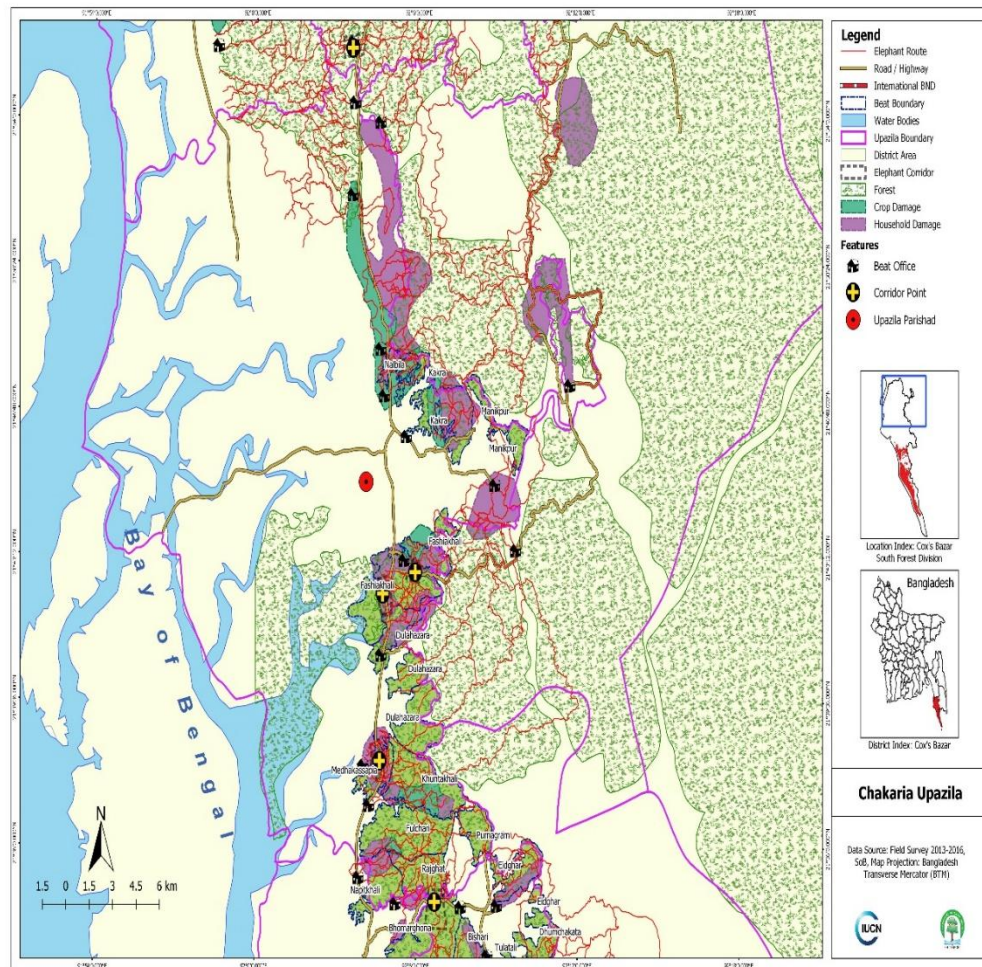 Legend
Elephant Route
Road / Highway
International BND
Beat Boundary
Water Bodies
Upazila Boundary
District Area
Elephant Corridor
Forest
Crop Damage
Household Damage
Features
Beat Office
Corridor Point
Upazila Parishad
Location Index: Cox's Bazar
South Forest Division
Bangladesh
District Index: Cox's Bazar
Chakaria Upazila
Data Source: Field Survey 2013-2016,
SoB, Map Projection: Bangladesh
Transverse Mercator (BTM)
IUCN
Nalbila
Kakra
Kakra
Manikpur
Manikpur
Fashiakhali
Fashiakhali
Dulahazara
Dulahazara
Dulahazara
Medhakassapia
Khuntakhali
Fulchari
Purnagram
Rajghat
Eidghar
Napitkhali
Eidghar
Bhomarghona
Dhumchakata
Bishari
Tulatali
Bay of Bengal
N
1.5 0 1.5 3 4.5 6 km